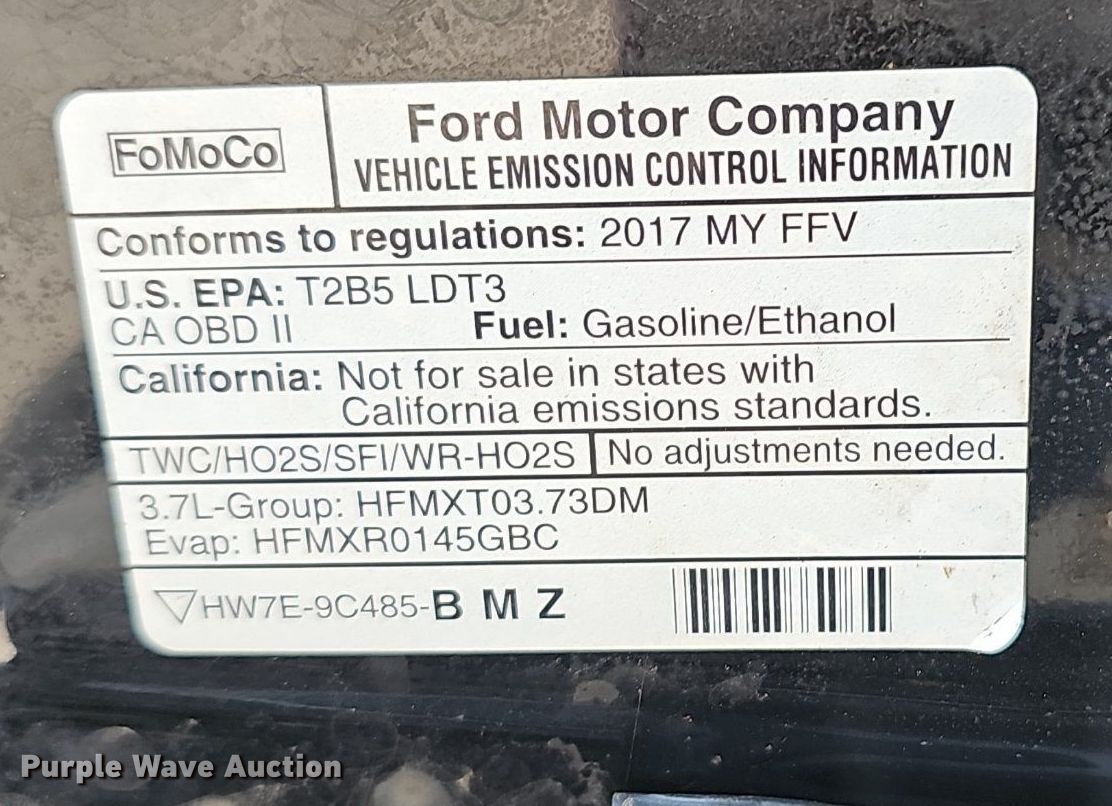 FoMoCo
Ford Motor Company
VEHICLE EMISSION CONTROL INFORMATION
Conforms to regulations: 2017 MY FFV
U.S. EPA: T2B5 LDT3
CA OBD II Fuel: Gasoline/Ethanol
California: Not for sale in states with
California emissions standards.
TWC/HO2S/SFI/WR-HO2S No adjustments needed.
3.7L-Group: HFMXT03.73DM
Evap: HFMXR0145GBC
HW7E-9C485-B M Z
Purple Wave Auction